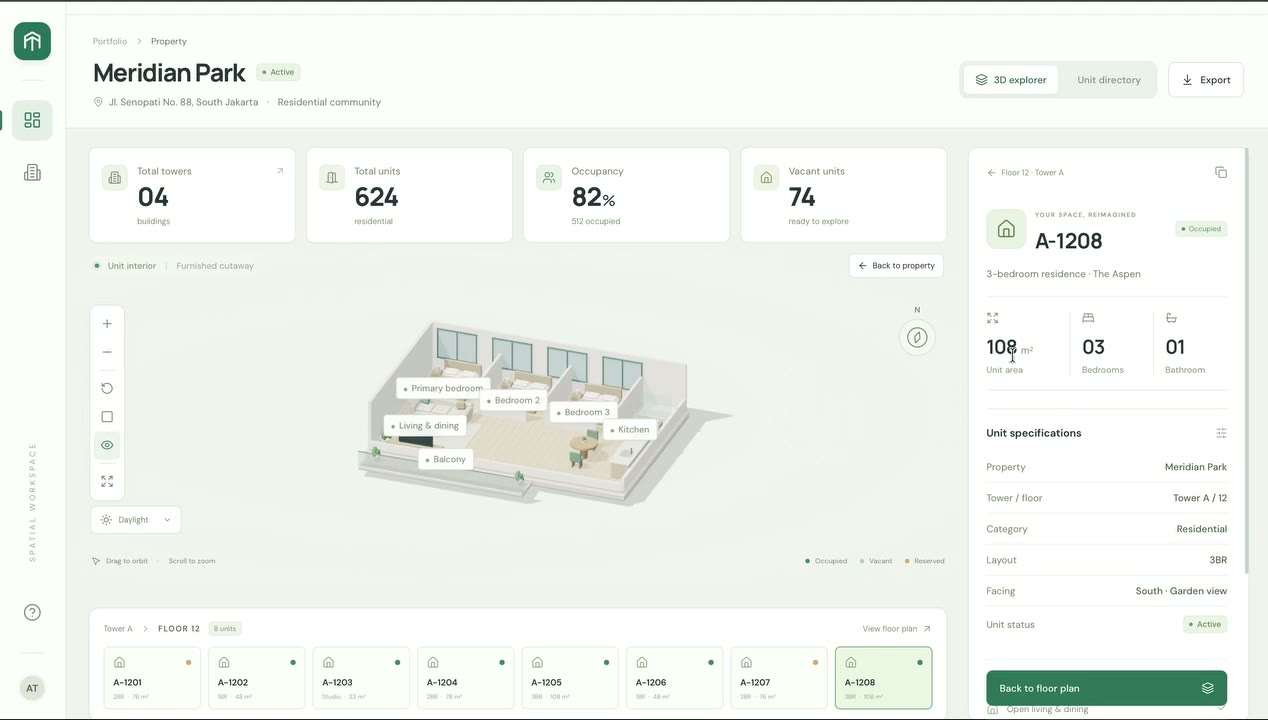 Portfolio > Property
Meridian Park
Active
Jl. Senopati No. 88, South Jakarta · Residential community
3D explorer
Unit directory
Export
Total towers
04
buildings
Total units
624
residential
Occupancy
82%
512 occupied
Vacant units
74
ready to explore
Unit interior
Furnished cutaway
Back to property
N
Primary bedroom
Bedroom 2
Bedroom 3
Living & dining
Kitchen
Balcony
Daylight
Drag to orbit · Scroll to zoom
Occupied
Vacant
Reserved
Tower A > FLOOR 12
8 units
View floor plan
A-1201
2BR · 76 m²
A-1202
1BR · 48 m²
A-1203
Studio · 32 m²
A-1204
2BR · 76 m²
A-1205
3BR · 108 m²
A-1206
1BR · 48 m²
A-1207
2BR · 76 m²
A-1208
3BR · 108 m²
Floor 12 · Tower A
YOUR SPACE, REIMAGINED
A-1208
Occupied
3-bedroom residence · The Aspen
108 m²
Unit area
03
Bedrooms
01
Bathroom
Unit specifications
Property Meridian Park
Tower / floor Tower A / 12
Category Residential
Layout 3BR
Facing South · Garden view
Unit status Active
Back to floor plan
Open living & dining
SPATIAL WORKSPACE
AT